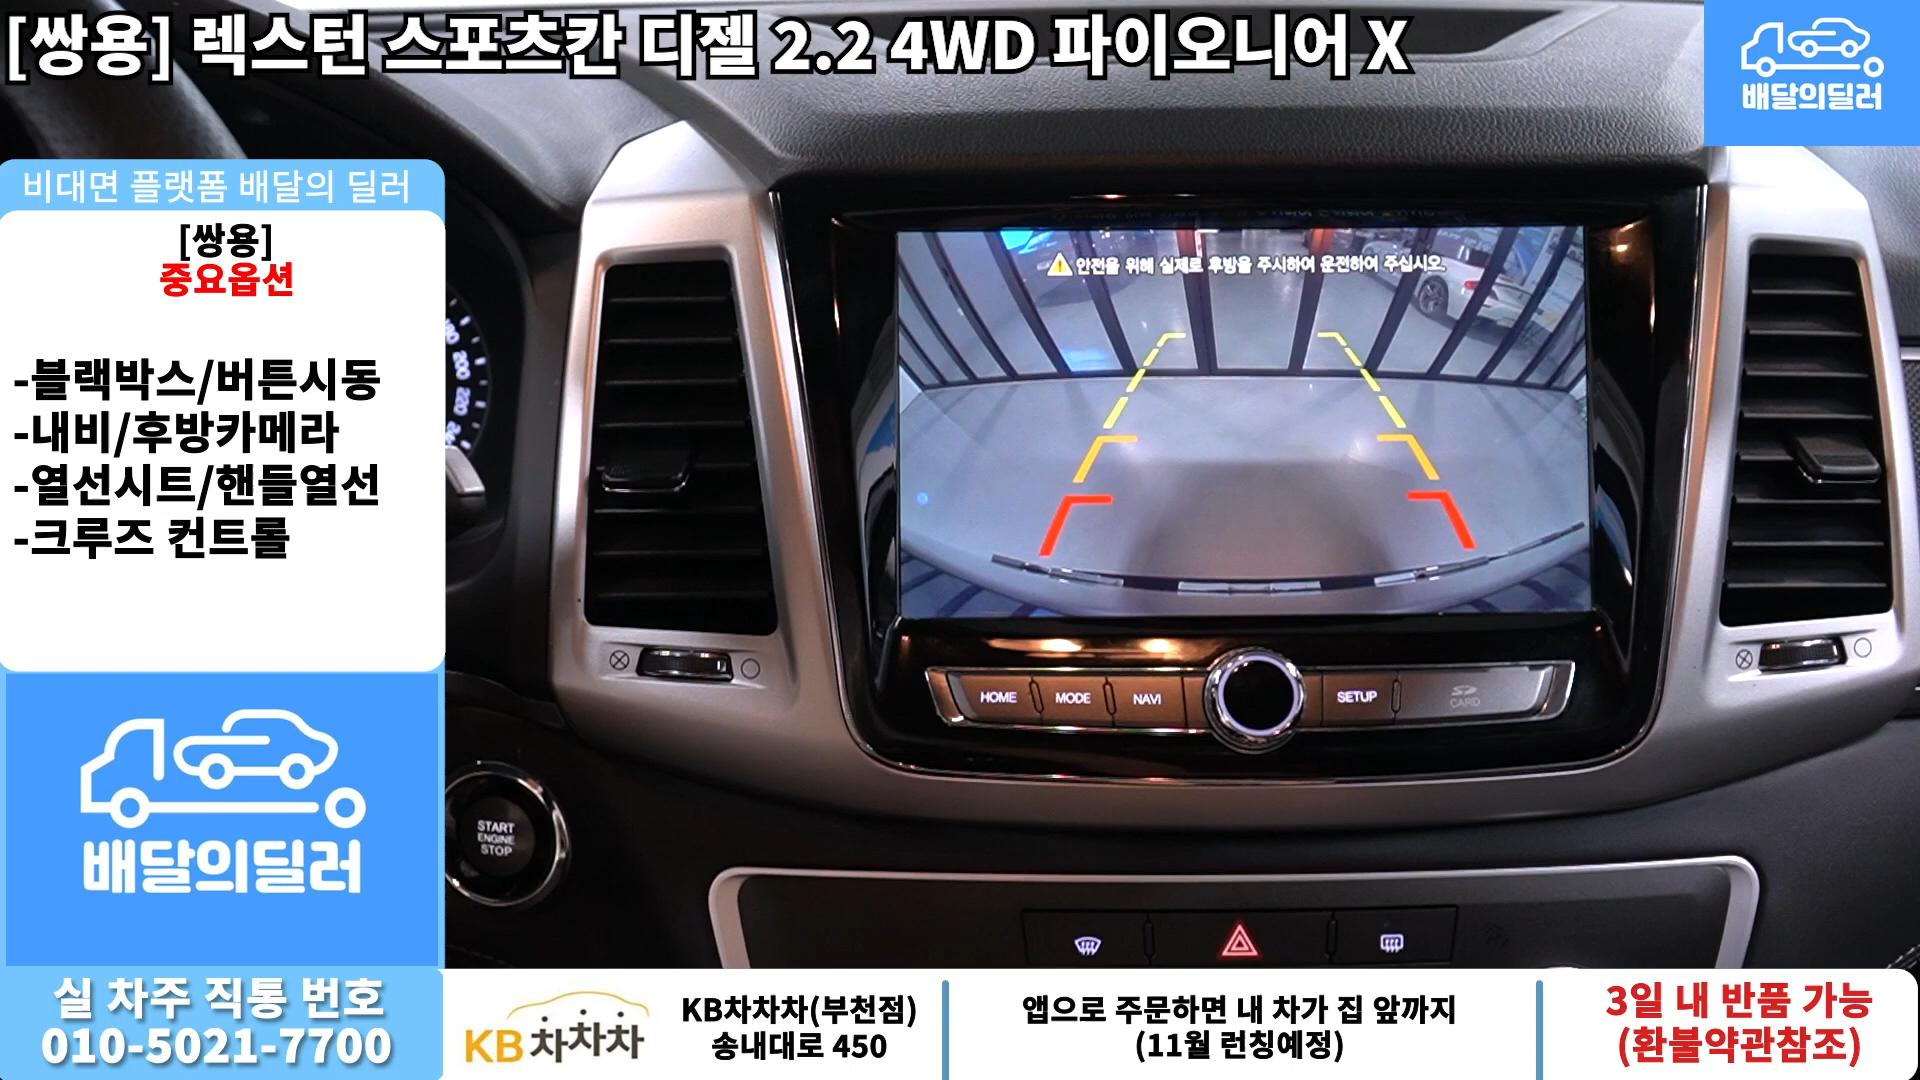 [쌍용] 렉스턴 스포츠칸 디젤 2.2 4WD 파이오니어 X
배달의딜러
비대면 플랫폼 배달의 딜러
[쌍용]
중요옵션
-블랙박스/버튼시동
-내비/후방카메라
-열선시트/핸들열선
-크루즈 컨트롤
⚠안전을 위해 실제로 후방을 주시하여 운전하여 주십시오.
200
220
HOME
MODE
NAVI
SETUP
SD
CARD
START
ENGINE
STOP
배달의딜러
실 차주 직통 번호
010-5021-7700
KB차차차
KB차차차(부천점)
송내대로 450
앱으로 주문하면 내 차가 집 앞까지
(11월 런칭예정)
3일 내 반품 가능
(환불약관참조)